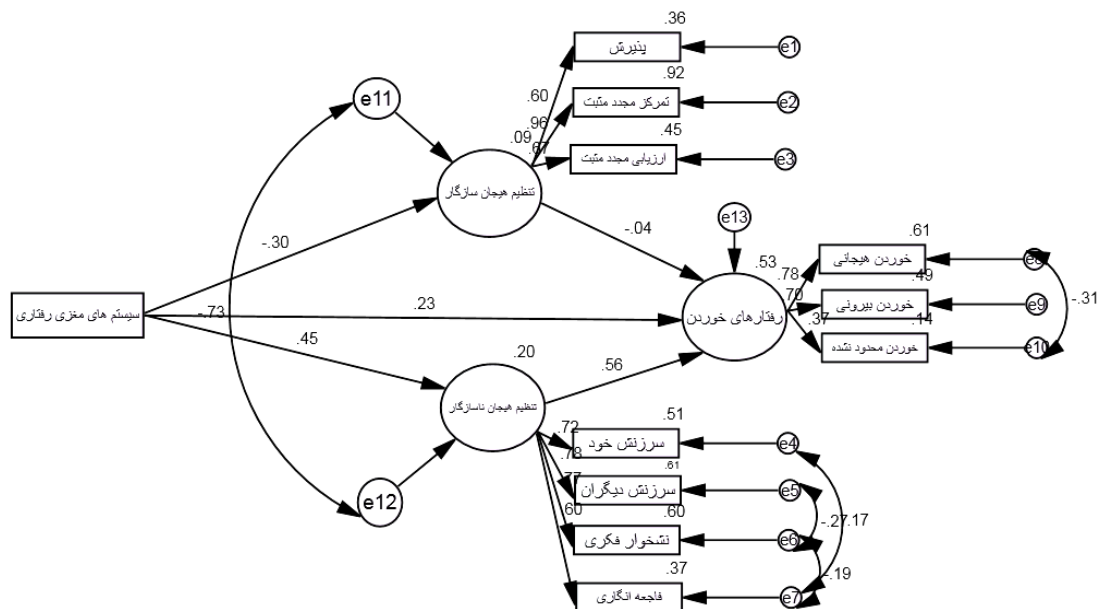 .36
پذیرش
e1
.92
تمرکز مجدد مثبت
e2
.45
ارزیابی مجدد مثبت
e3
.60
.96
.67
.09
e11
تنظیم هیجان سازگار
-.30
-.04
e13
.53
رفتارهای خوردن
.78
.70
.37
.61
خوردن هیجانی
e8
.49
خوردن بیرونی
e9
.14
خوردن محدود نشده
e10
-.31
سیستم های مغزی رفتاری
-.73
.23
.45
.20
.56
تنظیم هیجان ناسازگار
e12
.72
.78
.77
.60
.51
سرزنش خود
e4
.61
سرزنش دیگران
e5
.60
نشخوار فکری
e6
.37
فاجعه انگاری
e7
-.27
.17
-.19